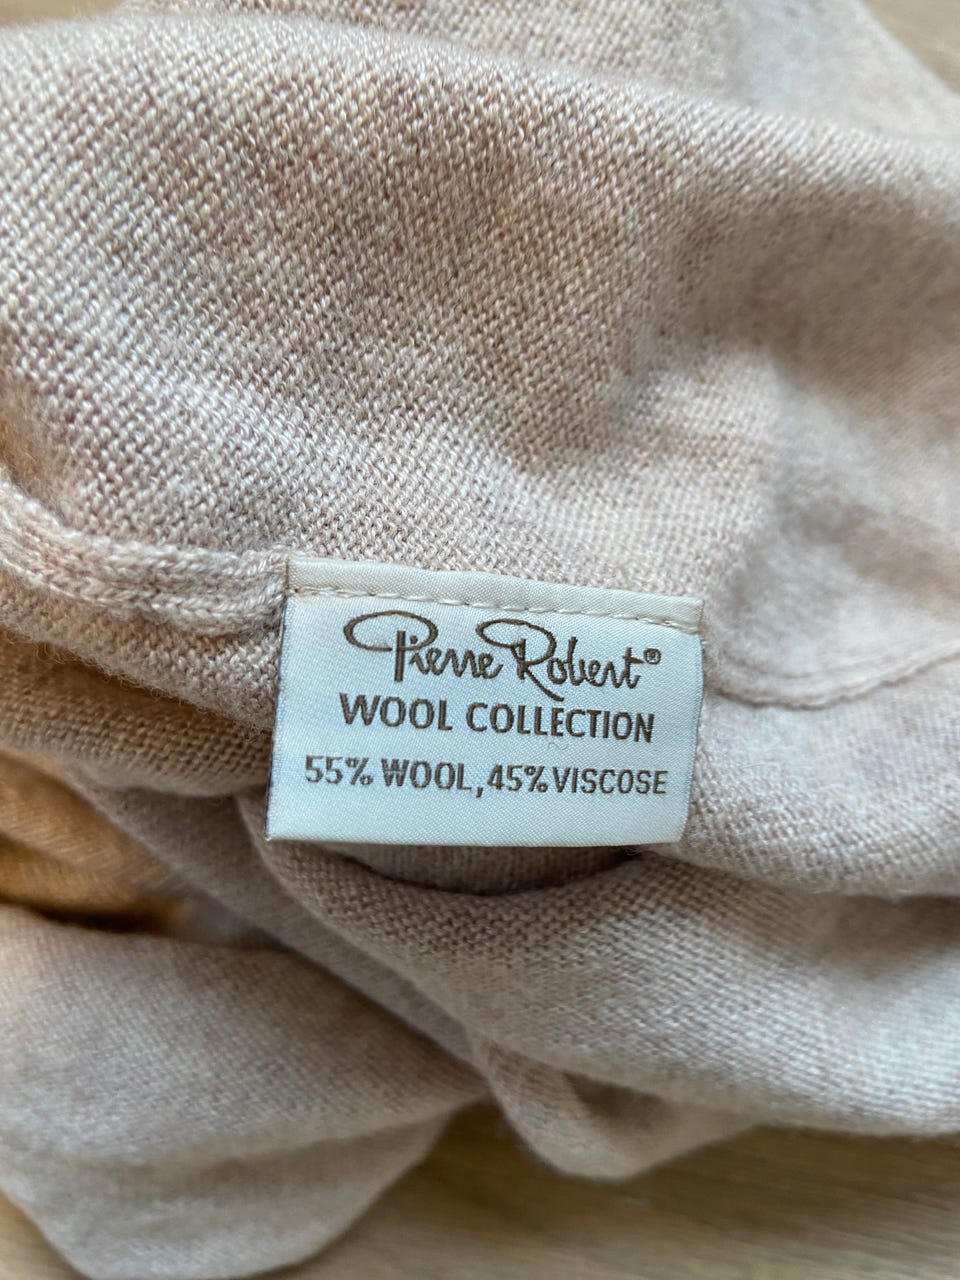 Pierre Robert®
WOOL COLLECTION
55% WOOL, 45% VISCOSE